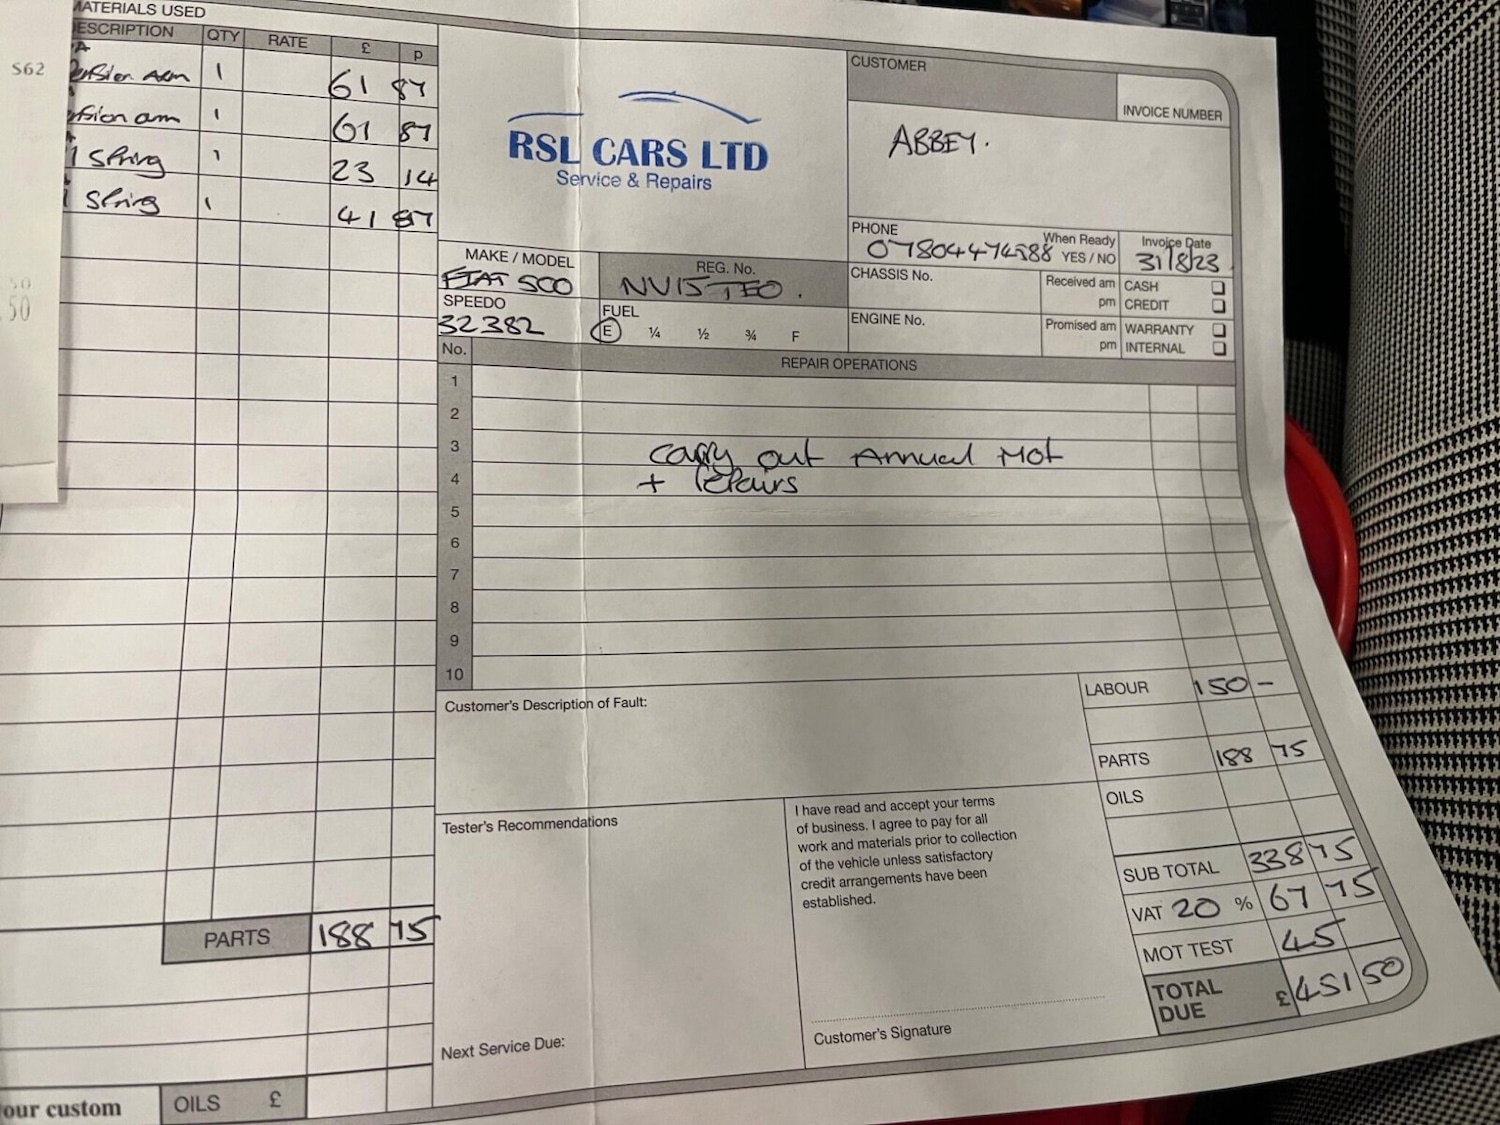 MATERIALS USED
DESCRIPTION QTY RATE £ p
S62
Arm 1 61 87
arm 1 61 87
Spring 1 23 14
Spring 1 41 87
50
PARTS 188 75
our custom
OILS £
RSL CARS LTD
Service & Repairs
CUSTOMER
INVOICE NUMBER
ABBEY.
PHONE
07804474588
When Ready
YES / NO
Invoice Date
31/8/23
MAKE / MODEL
FIAT 500
REG. No.
NV15 TEO.
CHASSIS No.
Received am
pm
CASH
CREDIT
SPEEDO
32382
FUEL
E ¼ ½ ¾ F
ENGINE No.
Promised am
pm
WARRANTY
INTERNAL
No. REPAIR OPERATIONS
1
2
3
4
5
6
7
8
9
10
Carry out Annual Mot
+ repairs
Customer's Description of Fault:
LABOUR 150 -
PARTS 188 75
OILS
SUB TOTAL 338 75
VAT 20 % 67 75
MOT TEST 45
TOTAL
DUE £ 451 50
Tester's Recommendations
Next Service Due:
I have read and accept your terms
of business. I agree to pay for all
work and materials prior to collection
of the vehicle unless satisfactory
credit arrangements have been
established.
Customer's Signature